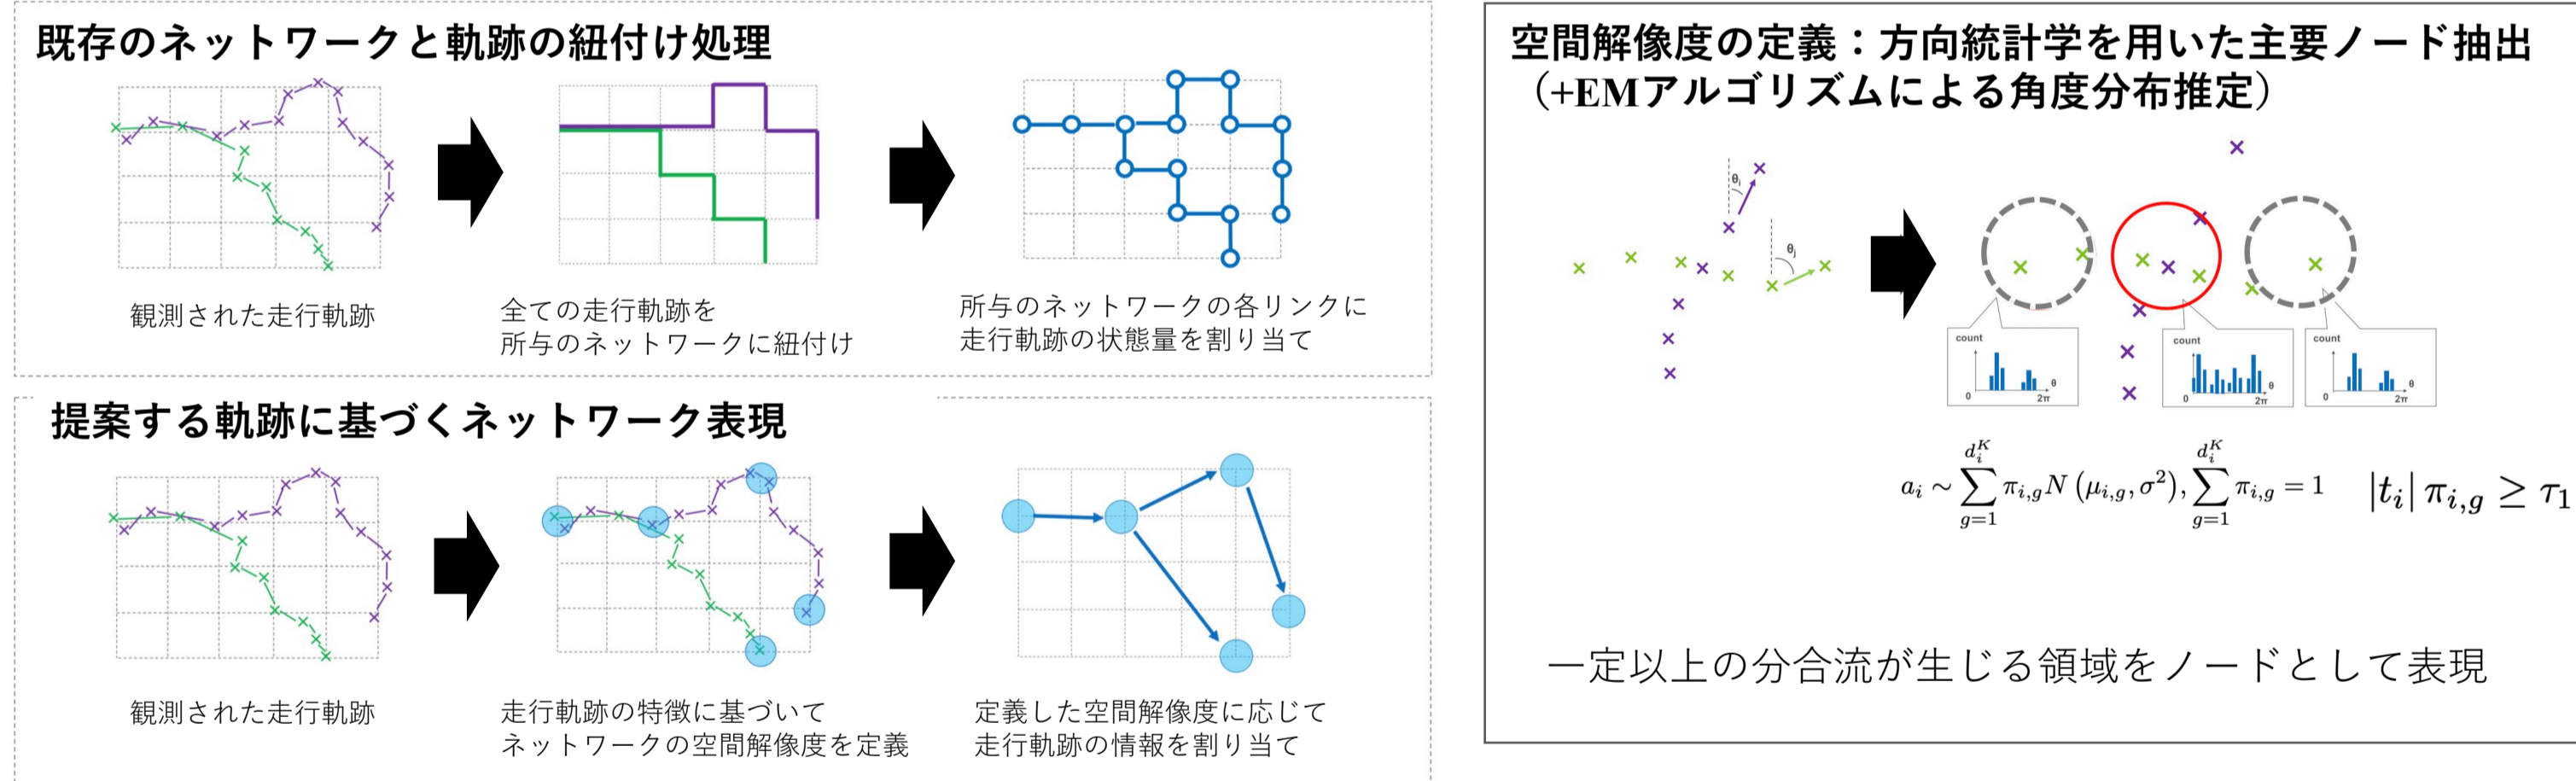 既存のネットワークと軌跡の紐付け処理
観測された走行軌跡
全ての走行軌跡を
所与のネットワークに紐付け
所与のネットワークの各リンクに
走行軌跡の状態量を割り当て
提案する軌跡に基づくネットワーク表現
観測された走行軌跡
走行軌跡の特徴に基づいて
ネットワークの空間解像度を定義
定義した空間解像度に応じて
走行軌跡の情報を割り当て
空間解像度の定義：方向統計学を用いた主要ノード抽出
（+EMアルゴリズムによる角度分布推定）
θi
θj
count
0
2π
θ
count
0
2π
θ
count
0
2π
θ
a_i ~ \sum_{g=1}^{d_i^K} π_{i,g} N (μ_{i,g}, σ^2), \sum_{g=1}^{d_i^K} π_{i,g} = 1
|t_i| π_{i,g} ≥ τ_1
一定以上の分合流が生じる領域をノードとして表現